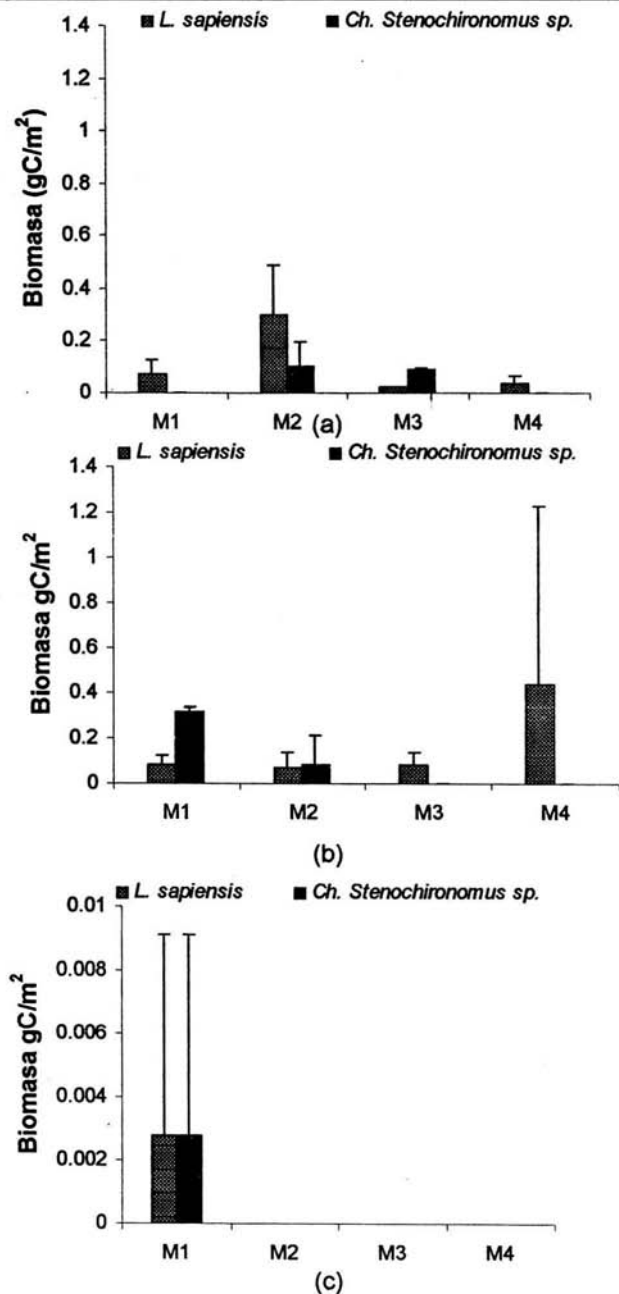 L. sapiensis Ch. Stenochironomus sp.
Biomasa (gC/m²)
1.4
1.2
1
0.8
0.6
0.4
0.2
0
M1 M2 M3 M4
(a)
L. sapiensis Ch. Stenochironomus sp.
Biomasa gC/m²
1.4
1.2
1
0.8
0.6
0.4
0.2
0
M1 M2 M3 M4
(b)
L. sapiensis Ch. Stenochironomus sp.
Biomasa gC/m²
0.01
0.008
0.006
0.004
0.002
0
M1 M2 M3 M4
(c)